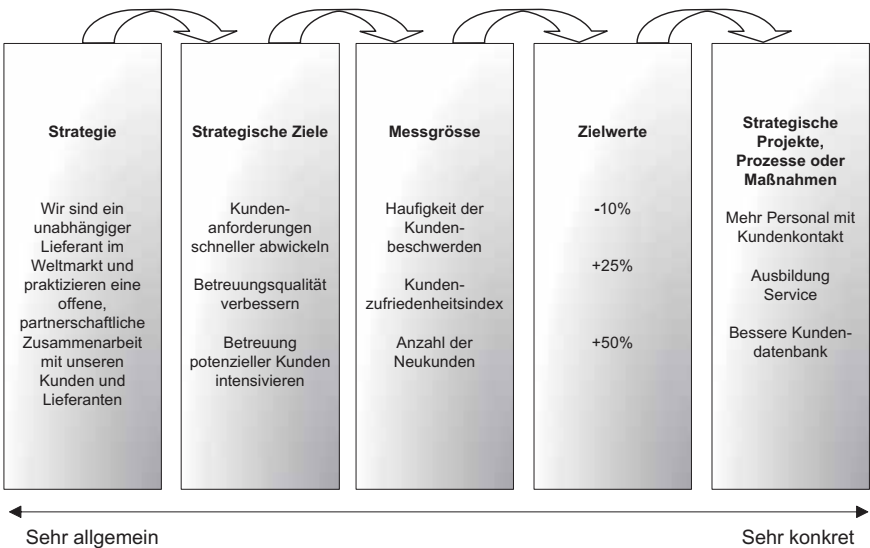 Strategie
Wir sind ein
unabhängiger
Lieferant im
Weltmarkt und
praktizieren eine
offene,
partnerschaftliche
Zusammenarbeit
mit unseren
Kunden und
Lieferanten
Strategische Ziele
Kunden-
anforderungen
schneller abwickeln
Betreuungsqualität
verbessern
Betreuung
potenzieller Kunden
intensivieren
Messgrösse
Haufigkeit der
Kunden-
beschwerden
Kunden-
zufriedenheitsindex
Anzahl der
Neukunden
Zielwerte
-10%
+25%
+50%
Strategische
Projekte,
Prozesse oder
Maßnahmen
Mehr Personal mit
Kundenkontakt
Ausbildung
Service
Bessere Kunden-
datenbank
Sehr allgemein
Sehr konkret